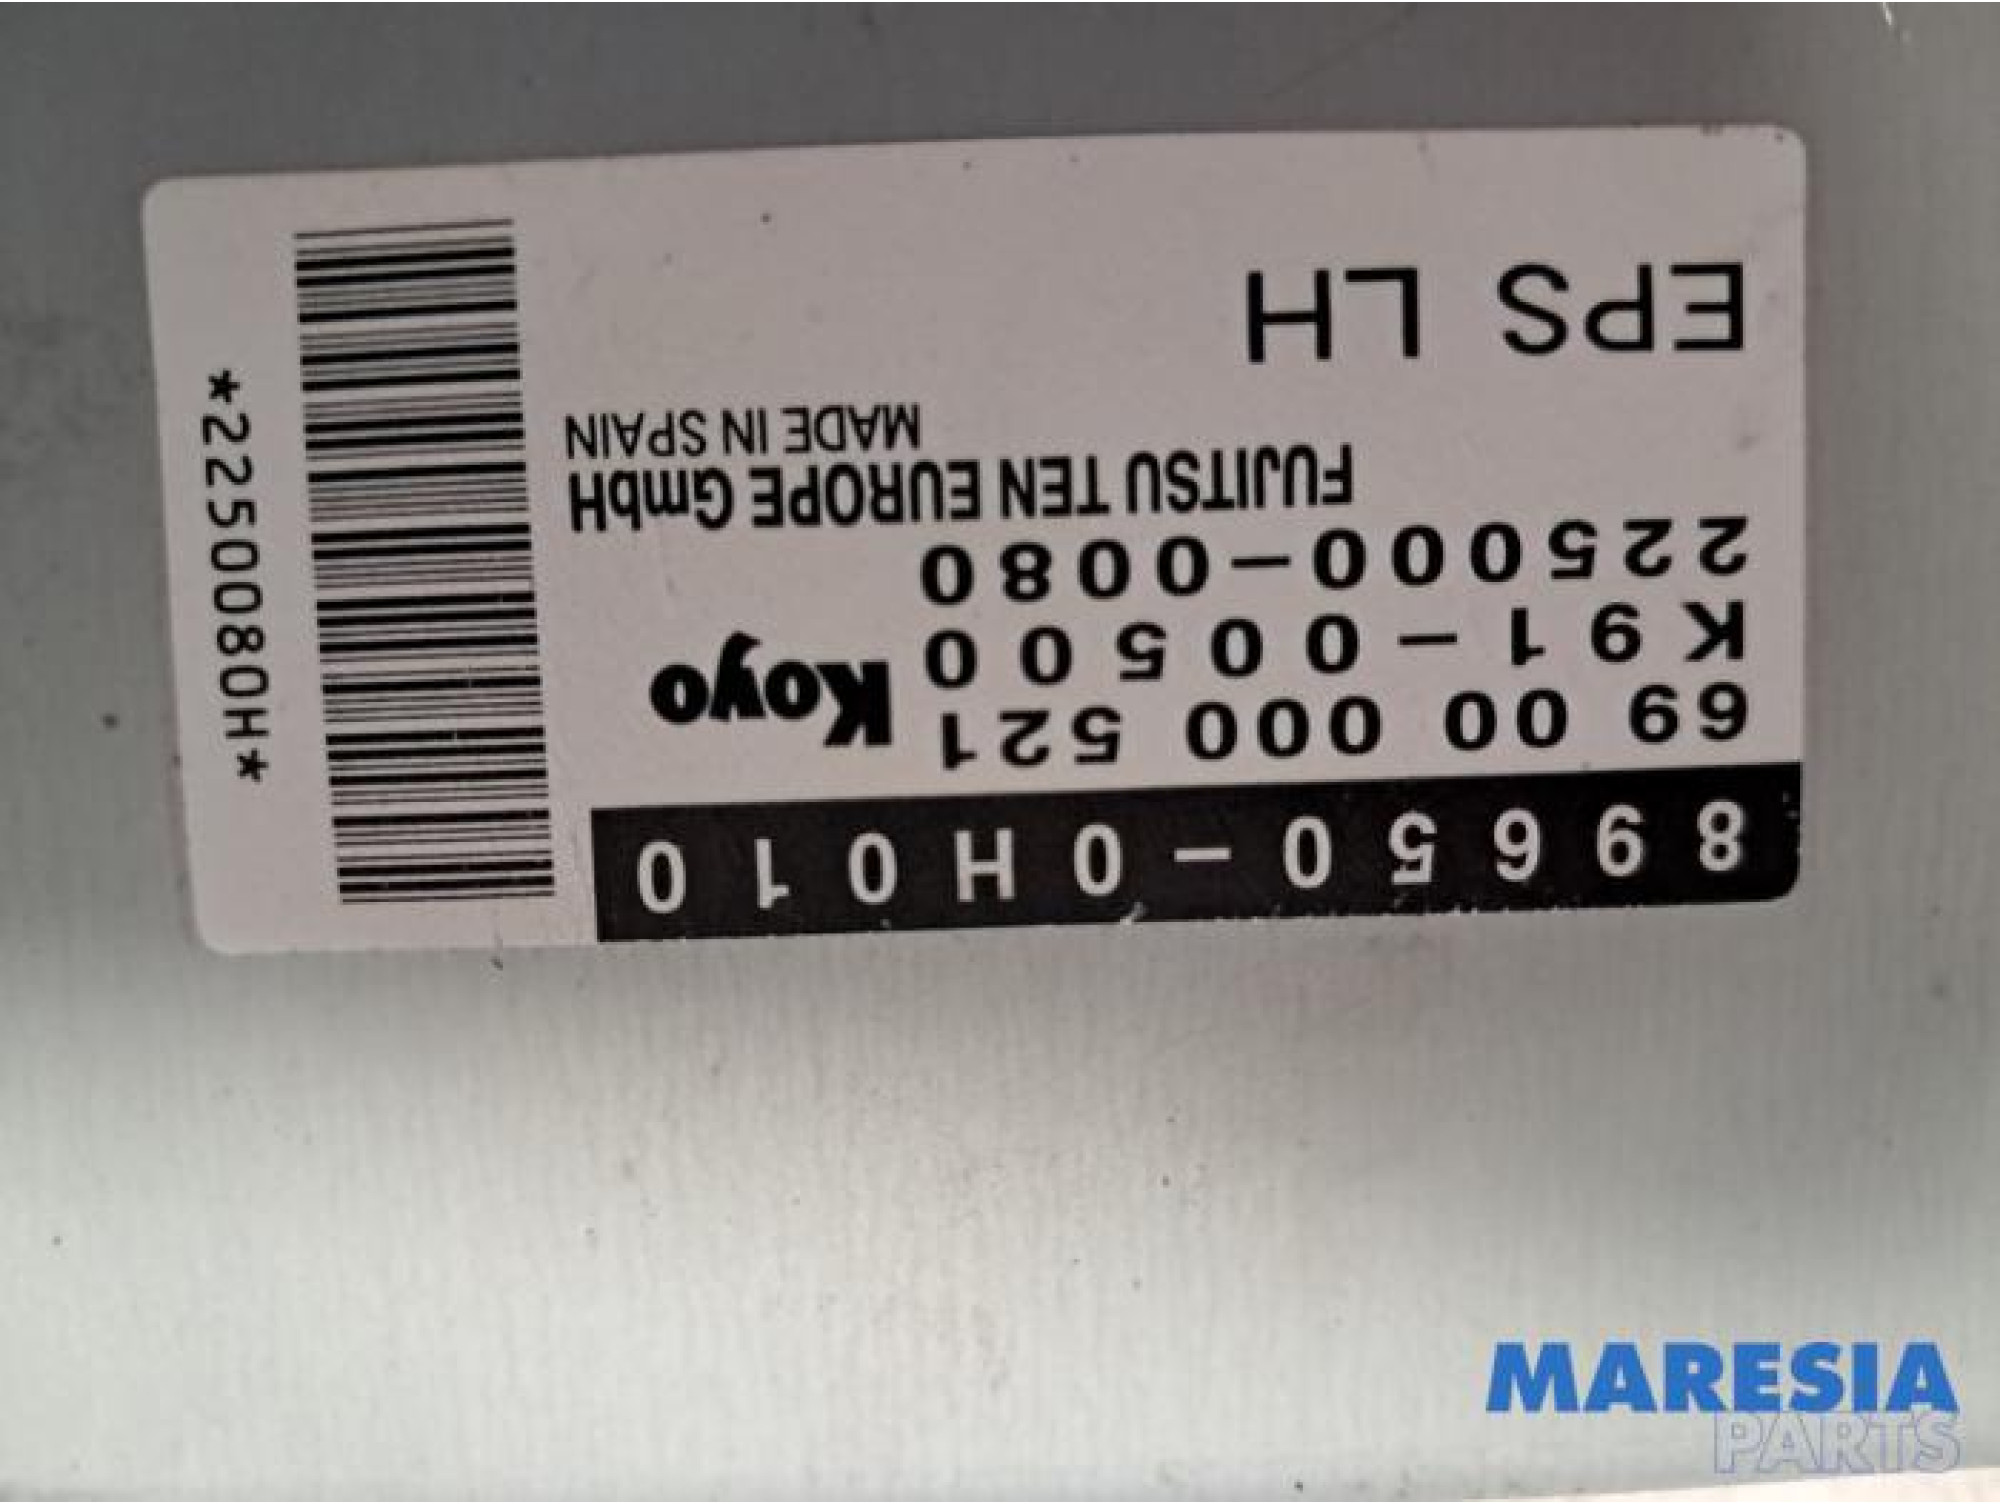 89650-0H010
69 00 000 521 Koyo
K91-00500
225000-0080
FUJITSU TEN EUROPE GmbH
MADE IN SPAIN
EPS LH
*2250080H*
MARESIA
PARTS